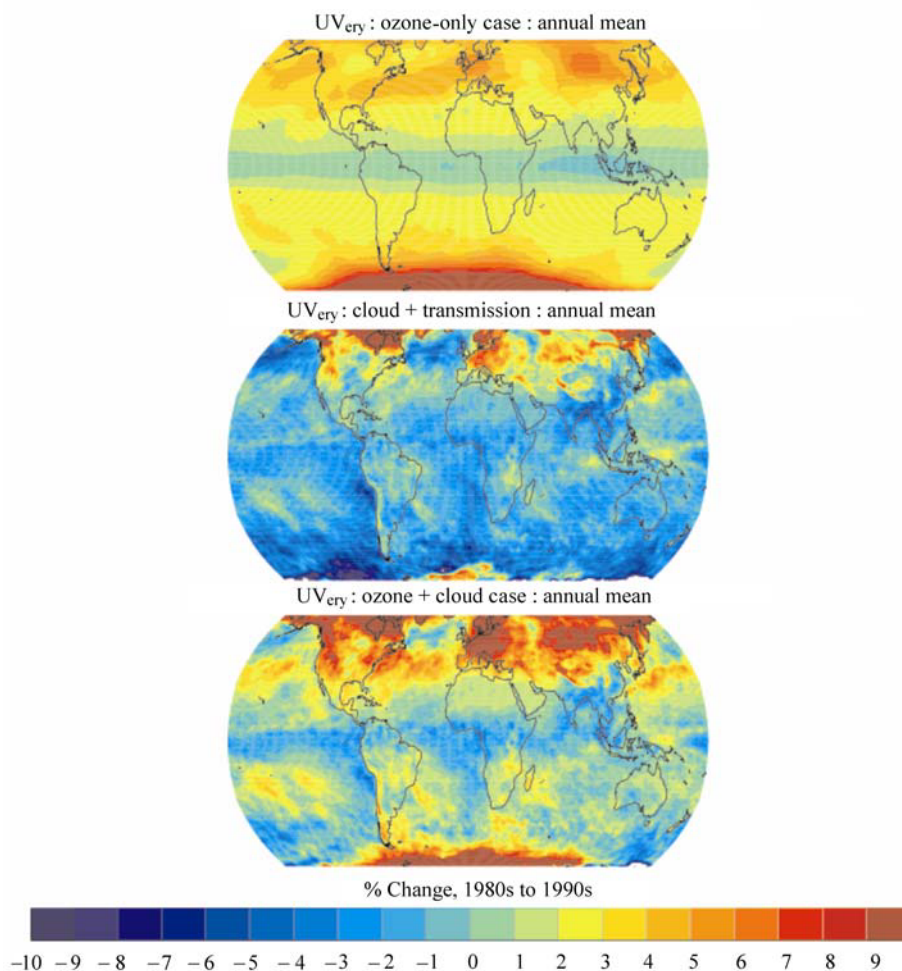 UVery : ozone-only case : annual mean
UVery : cloud + transmission : annual mean
UVery : ozone + cloud case : annual mean
% Change, 1980s to 1990s
−10 −9 −8 −7 −6 −5 −4 −3 −2 −1 0 1 2 3 4 5 6 7 8 9